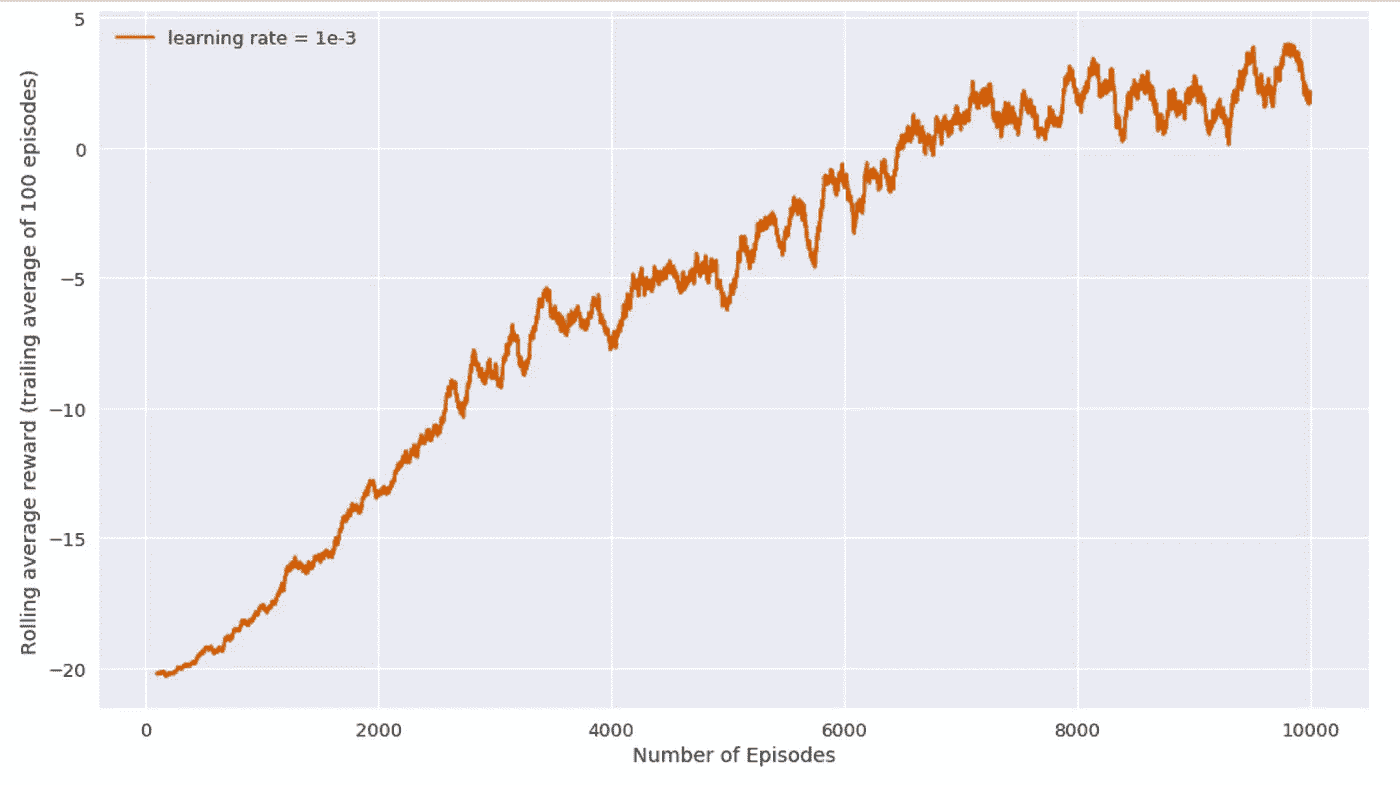 5
learning rate = 1e-3
0
−5
−10
−15
−20
Rolling average reward (trailing average of 100 episodes)
0 2000 4000 6000 8000 10000
Number of Episodes